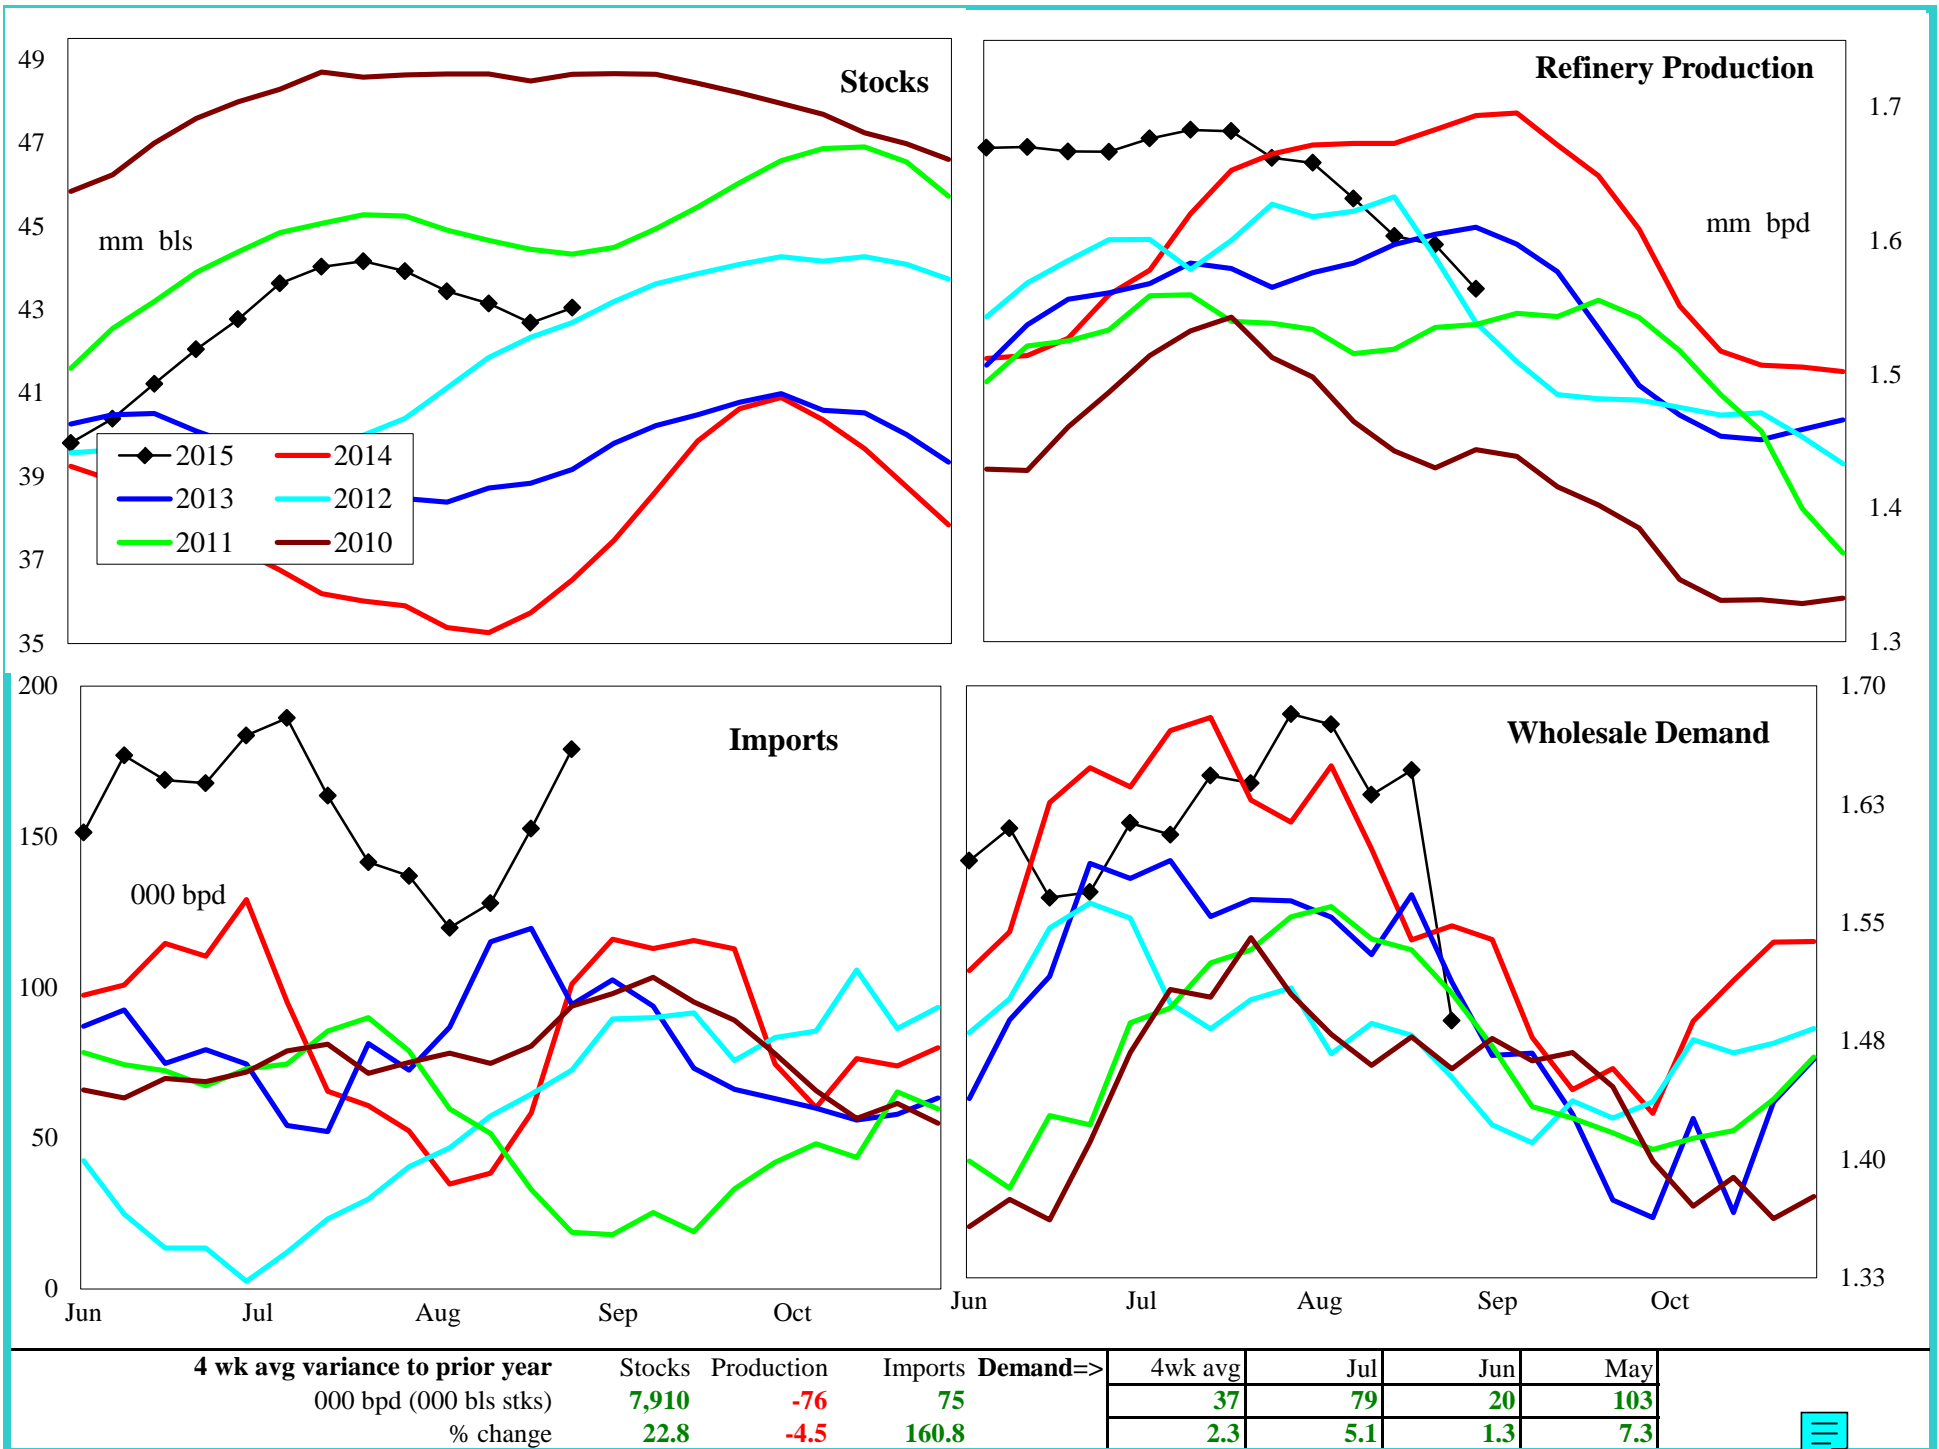 Stocks
49
47
45
43
41
39
37
35
mm bls
2015 2014
2013 2012
2011 2010
Refinery Production
1.7
1.6
1.5
1.4
1.3
mm bpd
Imports
200
150
100
50
0
000 bpd
Jun Jul Aug Sep Oct
Wholesale Demand
1.70
1.63
1.55
1.48
1.40
1.33
Jun Jul Aug Sep Oct
4 wk avg variance to prior year Stocks Production Imports Demand=> 4wk avg Jul Jun May
000 bpd (000 bls stks) 7,910 -76 75 37 79 20 103
% change 22.8 -4.5 160.8 2.3 5.1 1.3 7.3